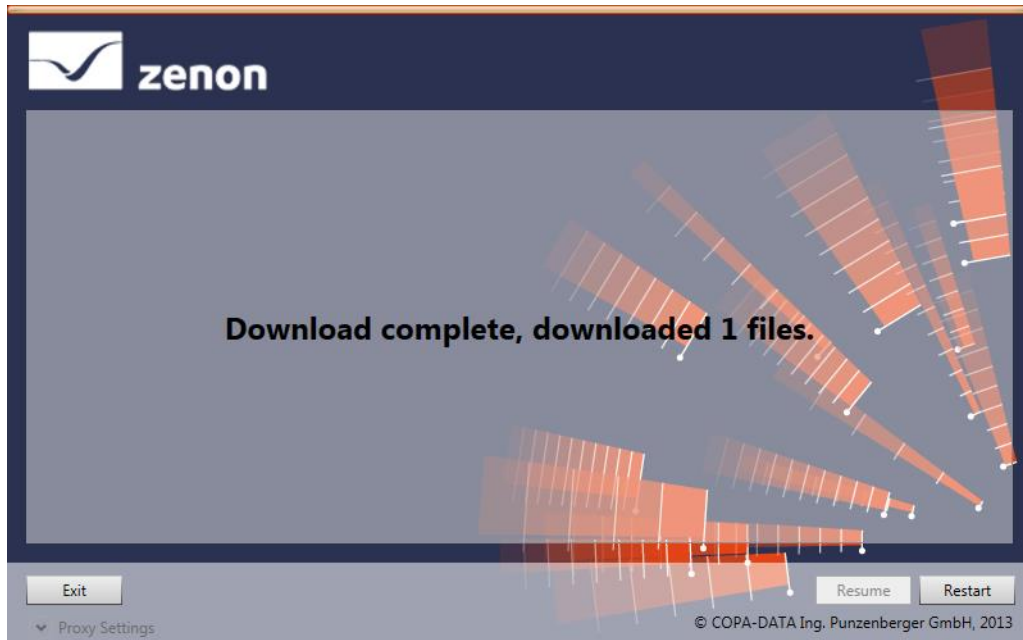 zenon
Download complete, downloaded 1 files.
Exit
Resume
Restart
Proxy Settings
© COPA-DATA Ing. Punzenberger GmbH, 2013